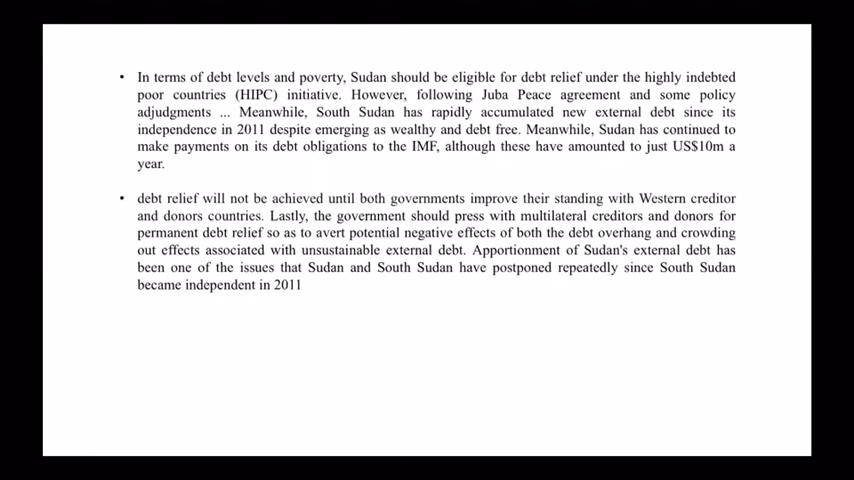 • In terms of debt levels and poverty, Sudan should be eligible for debt relief under the highly indebted
poor countries (HIPC) initiative. However, following Juba Peace agreement and some policy
adjudgments ... Meanwhile, South Sudan has rapidly accumulated new external debt since its
independence in 2011 despite emerging as wealthy and debt free. Meanwhile, Sudan has continued to
make payments on its debt obligations to the IMF, although these have amounted to just US$10m a
year.
• debt relief will not be achieved until both governments improve their standing with Western creditor
and donors countries. Lastly, the government should press with multilateral creditors and donors for
permanent debt relief so as to avert potential negative effects of both the debt overhang and crowding
out effects associated with unsustainable external debt. Apportionment of Sudan's external debt has
been one of the issues that Sudan and South Sudan have postponed repeatedly since South Sudan
became independent in 2011